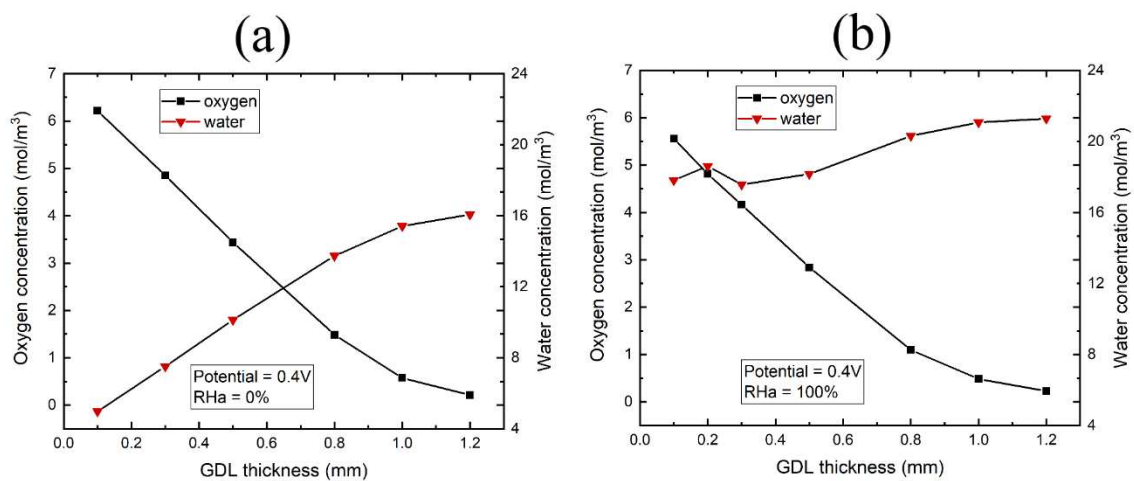 (a)
7
6
5
4
3
2
1
0
Oxygen concentration (mol/m³)
24
20
16
12
8
4
Water concentration (mol/m³)
oxygen
water
Potential = 0.4V
RHa = 0%
0.0 0.2 0.4 0.6 0.8 1.0 1.2
GDL thickness (mm)
(b)
7
6
5
4
3
2
1
0
Oxygen concentration (mol/m³)
24
20
16
12
8
4
Water concentration (mol/m³)
oxygen
water
Potential = 0.4V
RHa = 100%
0.0 0.2 0.4 0.6 0.8 1.0 1.2
GDL thickness (mm)